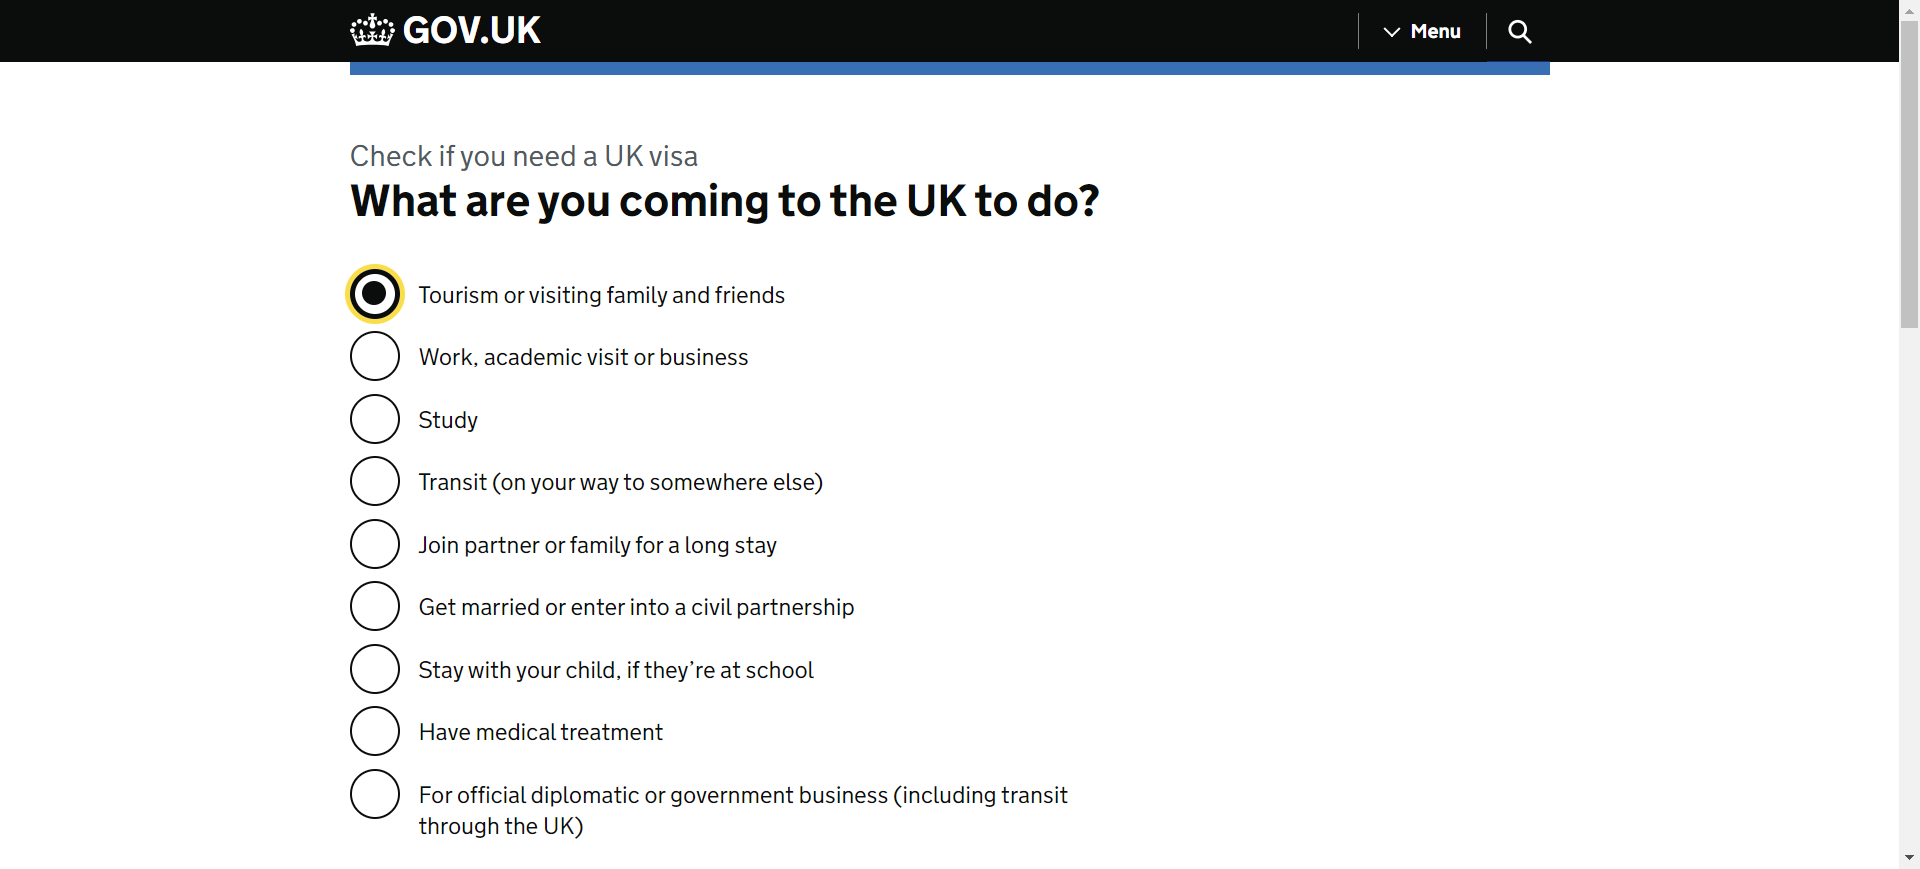 GOV.UK
Menu
Check if you need a UK visa
What are you coming to the UK to do?
Tourism or visiting family and friends
Work, academic visit or business
Study
Transit (on your way to somewhere else)
Join partner or family for a long stay
Get married or enter into a civil partnership
Stay with your child, if they’re at school
Have medical treatment
For official diplomatic or government business (including transit
through the UK)